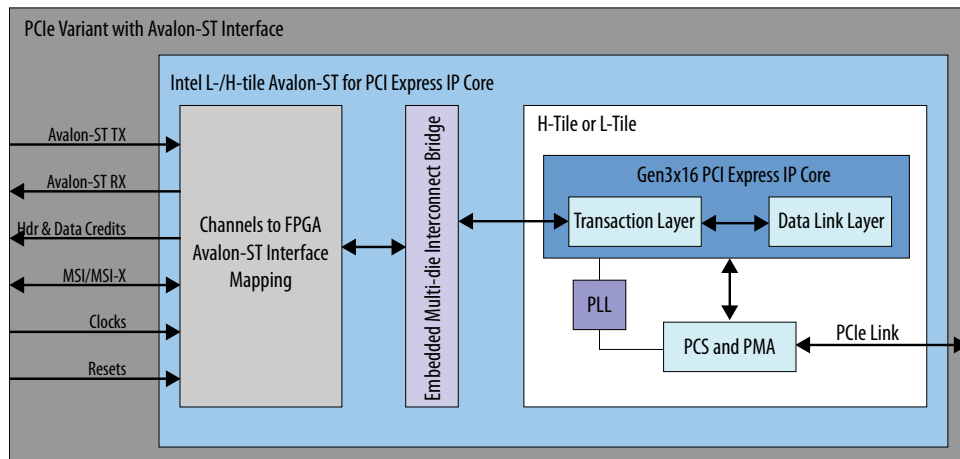 PCIe Variant with Avalon-ST Interface
Intel L-/H-tile Avalon-ST for PCI Express IP Core
Avalon-ST TX
Avalon-ST RX
Hdr & Data Credits
MSI/MSI-X
Clocks
Resets
Channels to FPGA
Avalon-ST Interface
Mapping
Embedded Multi-die Interconnect Bridge
H-Tile or L-Tile
Gen3x16 PCI Express IP Core
Transaction Layer
Data Link Layer
PLL
PCS and PMA
PCIe Link